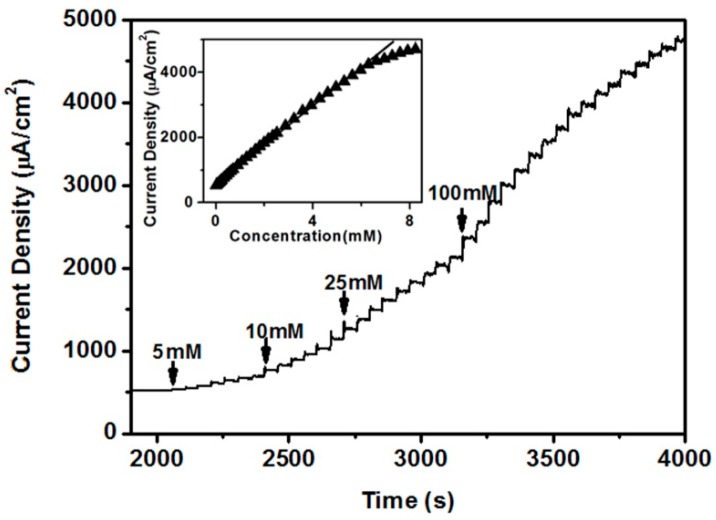 5000
4000
3000
2000
1000
0
Current Density (μA/cm²)
4000
2000
0
Current Density (μA/cm²)
0 4 8
Concentration(mM)
5mM
10mM
25mM
100mM
2000 2500 3000 3500 4000
Time (s)